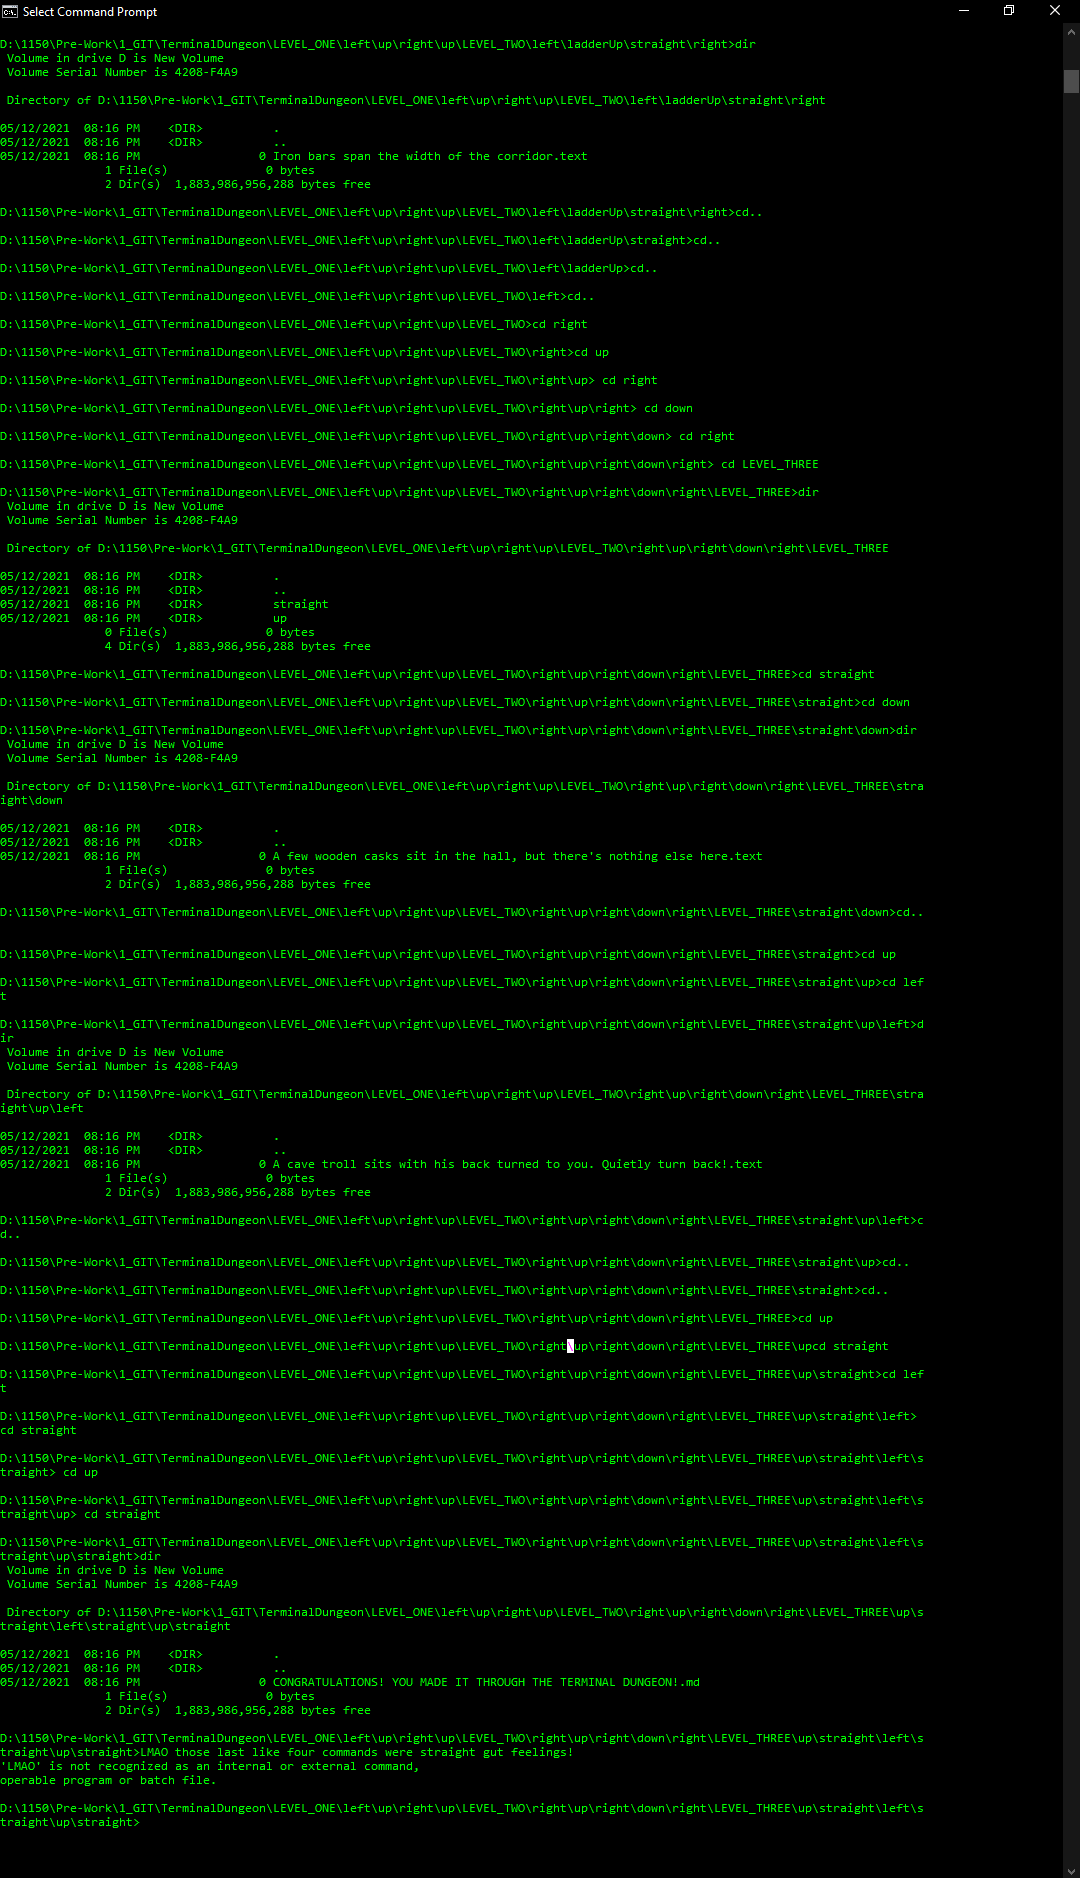 Select Command Prompt
D:\1150\Pre-Work\1_GIT\TerminalDungeon\LEVEL_ONE\left\up\right\up\LEVEL_TWO\left\ladderUp\straight\right>dir
 Volume in drive D is New Volume
 Volume Serial Number is 4208-F4A9
 Directory of D:\1150\Pre-Work\1_GIT\TerminalDungeon\LEVEL_ONE\left\up\right\up\LEVEL_TWO\left\ladderUp\straight\right
05/12/2021  08:16 PM    <DIR>          .
05/12/2021  08:16 PM    <DIR>          ..
05/12/2021  08:16 PM                 0 Iron bars span the width of the corridor.text
               1 File(s)              0 bytes
               2 Dir(s)  1,883,986,956,288 bytes free
D:\1150\Pre-Work\1_GIT\TerminalDungeon\LEVEL_ONE\left\up\right\up\LEVEL_TWO\left\ladderUp\straight\right>cd..
D:\1150\Pre-Work\1_GIT\TerminalDungeon\LEVEL_ONE\left\up\right\up\LEVEL_TWO\left\ladderUp\straight>cd..
D:\1150\Pre-Work\1_GIT\TerminalDungeon\LEVEL_ONE\left\up\right\up\LEVEL_TWO\left\ladderUp>cd..
D:\1150\Pre-Work\1_GIT\TerminalDungeon\LEVEL_ONE\left\up\right\up\LEVEL_TWO\left>cd..
D:\1150\Pre-Work\1_GIT\TerminalDungeon\LEVEL_ONE\left\up\right\up\LEVEL_TWO>cd right
D:\1150\Pre-Work\1_GIT\TerminalDungeon\LEVEL_ONE\left\up\right\up\LEVEL_TWO\right>cd up
D:\1150\Pre-Work\1_GIT\TerminalDungeon\LEVEL_ONE\left\up\right\up\LEVEL_TWO\right\up> cd right
D:\1150\Pre-Work\1_GIT\TerminalDungeon\LEVEL_ONE\left\up\right\up\LEVEL_TWO\right\up\right> cd down
D:\1150\Pre-Work\1_GIT\TerminalDungeon\LEVEL_ONE\left\up\right\up\LEVEL_TWO\right\up\right\down> cd right
D:\1150\Pre-Work\1_GIT\TerminalDungeon\LEVEL_ONE\left\up\right\up\LEVEL_TWO\right\up\right\down\right> cd LEVEL_THREE
D:\1150\Pre-Work\1_GIT\TerminalDungeon\LEVEL_ONE\left\up\right\up\LEVEL_TWO\right\up\right\down\right\LEVEL_THREE>dir
 Volume in drive D is New Volume
 Volume Serial Number is 4208-F4A9
 Directory of D:\1150\Pre-Work\1_GIT\TerminalDungeon\LEVEL_ONE\left\up\right\up\LEVEL_TWO\right\up\right\down\right\LEVEL_THREE
05/12/2021  08:16 PM    <DIR>          .
05/12/2021  08:16 PM    <DIR>          ..
05/12/2021  08:16 PM    <DIR>          straight
05/12/2021  08:16 PM    <DIR>          up
               0 File(s)              0 bytes
               4 Dir(s)  1,883,986,956,288 bytes free
D:\1150\Pre-Work\1_GIT\TerminalDungeon\LEVEL_ONE\left\up\right\up\LEVEL_TWO\right\up\right\down\right\LEVEL_THREE>cd straight
D:\1150\Pre-Work\1_GIT\TerminalDungeon\LEVEL_ONE\left\up\right\up\LEVEL_TWO\right\up\right\down\right\LEVEL_THREE\straight>cd down
D:\1150\Pre-Work\1_GIT\TerminalDungeon\LEVEL_ONE\left\up\right\up\LEVEL_TWO\right\up\right\down\right\LEVEL_THREE\straight\down>dir
 Volume in drive D is New Volume
 Volume Serial Number is 4208-F4A9
 Directory of D:\1150\Pre-Work\1_GIT\TerminalDungeon\LEVEL_ONE\left\up\right\up\LEVEL_TWO\right\up\right\down\right\LEVEL_THREE\stra
ight\down
05/12/2021  08:16 PM    <DIR>          .
05/12/2021  08:16 PM    <DIR>          ..
05/12/2021  08:16 PM                 0 A few wooden casks sit in the hall, but there's nothing else here.text
               1 File(s)              0 bytes
               2 Dir(s)  1,883,986,956,288 bytes free
D:\1150\Pre-Work\1_GIT\TerminalDungeon\LEVEL_ONE\left\up\right\up\LEVEL_TWO\right\up\right\down\right\LEVEL_THREE\straight\down>cd..
D:\1150\Pre-Work\1_GIT\TerminalDungeon\LEVEL_ONE\left\up\right\up\LEVEL_TWO\right\up\right\down\right\LEVEL_THREE\straight>cd up
D:\1150\Pre-Work\1_GIT\TerminalDungeon\LEVEL_ONE\left\up\right\up\LEVEL_TWO\right\up\right\down\right\LEVEL_THREE\straight\up>cd lef
t
D:\1150\Pre-Work\1_GIT\TerminalDungeon\LEVEL_ONE\left\up\right\up\LEVEL_TWO\right\up\right\down\right\LEVEL_THREE\straight\up\left>d
ir
 Volume in drive D is New Volume
 Volume Serial Number is 4208-F4A9
 Directory of D:\1150\Pre-Work\1_GIT\TerminalDungeon\LEVEL_ONE\left\up\right\up\LEVEL_TWO\right\up\right\down\right\LEVEL_THREE\stra
ight\up\left
05/12/2021  08:16 PM    <DIR>          .
05/12/2021  08:16 PM    <DIR>          ..
05/12/2021  08:16 PM                 0 A cave troll sits with his back turned to you. Quietly turn back!.text
               1 File(s)              0 bytes
               2 Dir(s)  1,883,986,956,288 bytes free
D:\1150\Pre-Work\1_GIT\TerminalDungeon\LEVEL_ONE\left\up\right\up\LEVEL_TWO\right\up\right\down\right\LEVEL_THREE\straight\up\left>c
d..
D:\1150\Pre-Work\1_GIT\TerminalDungeon\LEVEL_ONE\left\up\right\up\LEVEL_TWO\right\up\right\down\right\LEVEL_THREE\straight\up>cd..
D:\1150\Pre-Work\1_GIT\TerminalDungeon\LEVEL_ONE\left\up\right\up\LEVEL_TWO\right\up\right\down\right\LEVEL_THREE\straight>cd..
D:\1150\Pre-Work\1_GIT\TerminalDungeon\LEVEL_ONE\left\up\right\up\LEVEL_TWO\right\up\right\down\right\LEVEL_THREE>cd up
D:\1150\Pre-Work\1_GIT\TerminalDungeon\LEVEL_ONE\left\up\right\up\LEVEL_TWO\right\up\right\down\right\LEVEL_THREE\upcd straight
D:\1150\Pre-Work\1_GIT\TerminalDungeon\LEVEL_ONE\left\up\right\up\LEVEL_TWO\right\up\right\down\right\LEVEL_THREE\up\straight>cd lef
t
D:\1150\Pre-Work\1_GIT\TerminalDungeon\LEVEL_ONE\left\up\right\up\LEVEL_TWO\right\up\right\down\right\LEVEL_THREE\up\straight\left>
cd straight
D:\1150\Pre-Work\1_GIT\TerminalDungeon\LEVEL_ONE\left\up\right\up\LEVEL_TWO\right\up\right\down\right\LEVEL_THREE\up\straight\left\s
traight> cd up
D:\1150\Pre-Work\1_GIT\TerminalDungeon\LEVEL_ONE\left\up\right\up\LEVEL_TWO\right\up\right\down\right\LEVEL_THREE\up\straight\left\s
traight\up> cd straight
D:\1150\Pre-Work\1_GIT\TerminalDungeon\LEVEL_ONE\left\up\right\up\LEVEL_TWO\right\up\right\down\right\LEVEL_THREE\up\straight\left\s
traight\up\straight>dir
 Volume in drive D is New Volume
 Volume Serial Number is 4208-F4A9
 Directory of D:\1150\Pre-Work\1_GIT\TerminalDungeon\LEVEL_ONE\left\up\right\up\LEVEL_TWO\right\up\right\down\right\LEVEL_THREE\up\s
traight\left\straight\up\straight
05/12/2021  08:16 PM    <DIR>          .
05/12/2021  08:16 PM    <DIR>          ..
05/12/2021  08:16 PM                 0 CONGRATULATIONS! YOU MADE IT THROUGH THE TERMINAL DUNGEON!.md
               1 File(s)              0 bytes
               2 Dir(s)  1,883,986,956,288 bytes free
D:\1150\Pre-Work\1_GIT\TerminalDungeon\LEVEL_ONE\left\up\right\up\LEVEL_TWO\right\up\right\down\right\LEVEL_THREE\up\straight\left\s
traight\up\straight>LMAO those last like four commands were straight gut feelings!
'LMAO' is not recognized as an internal or external command,
operable program or batch file.
D:\1150\Pre-Work\1_GIT\TerminalDungeon\LEVEL_ONE\left\up\right\up\LEVEL_TWO\right\up\right\down\right\LEVEL_THREE\up\straight\left\s
traight\up\straight>